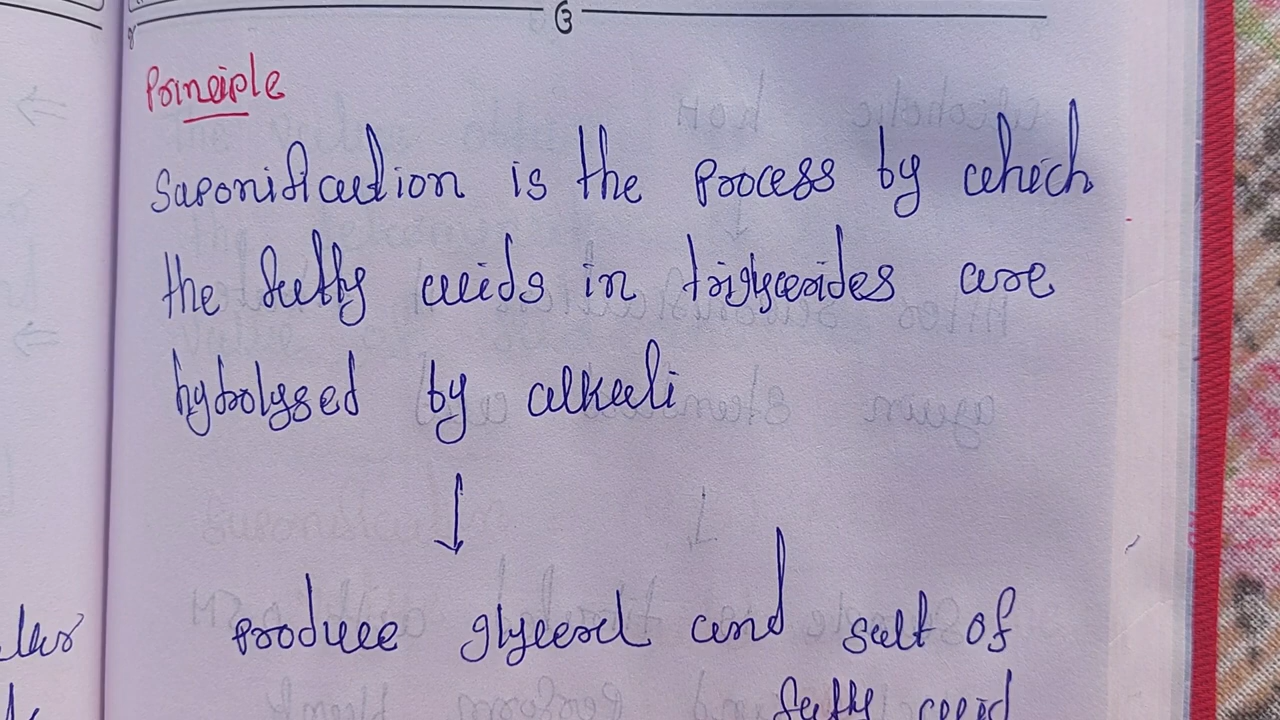 3
Principle
Saponification is the process by which
the fatty acids in triglycerides are
hydrolysed by alkali
↓
produce glycerol and salt of
fatty acid